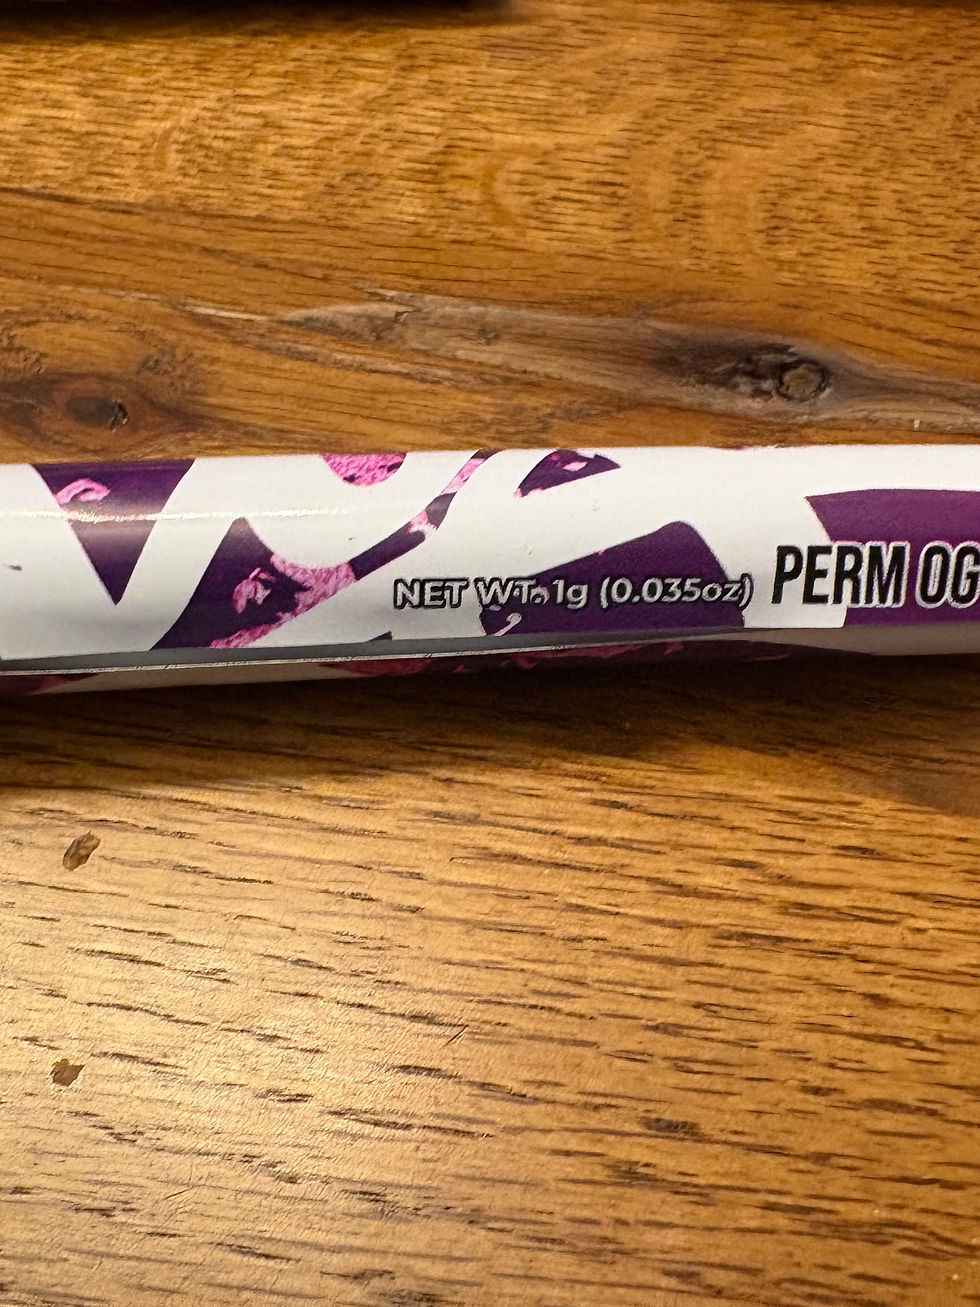 NET WT. 1g (0.035oz) PERM OG